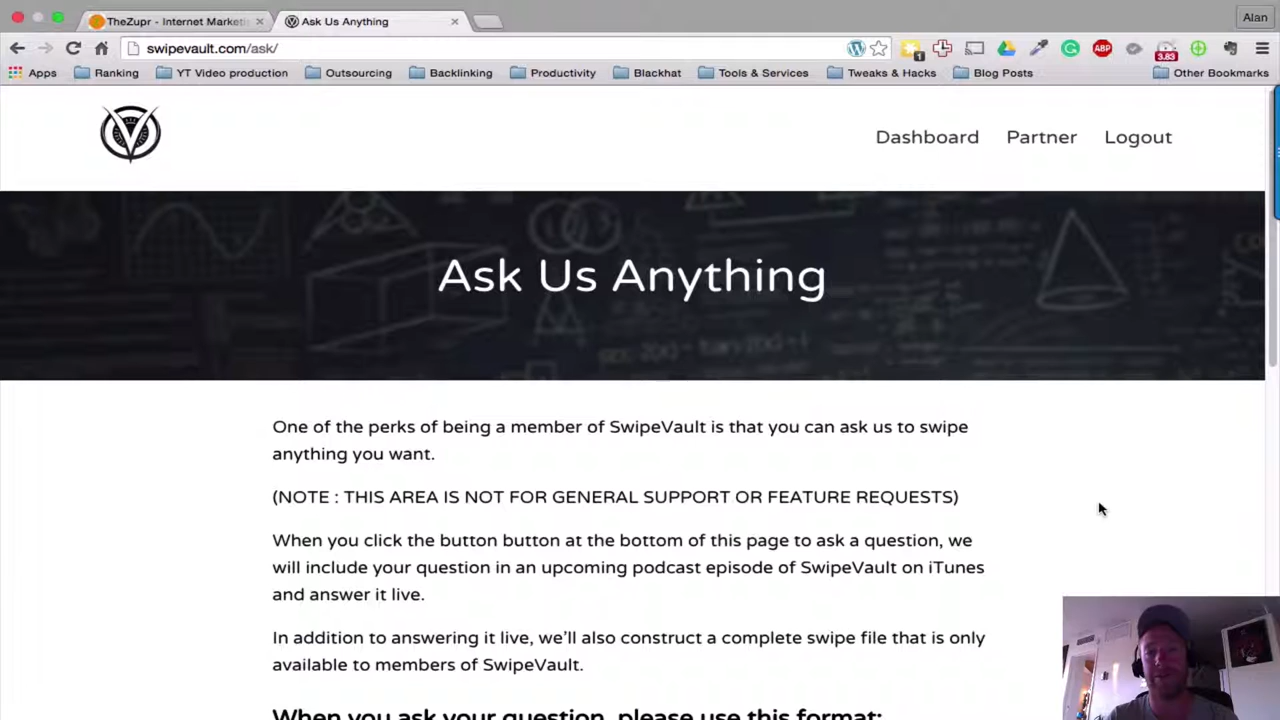 TheZupr - Internet Marketi
Ask Us Anything
Alan
swipevault.com/ask/
1
ABP
3.83
Apps
Ranking
YT Video production
Outsourcing
Backlinking
Productivity
Blackhat
Tools & Services
Tweaks & Hacks
Blog Posts
Other Bookmarks
V
Dashboard
Partner
Logout
Ask Us Anything
One of the perks of being a member of SwipeVault is that you can ask us to swipe
anything you want.
(NOTE : THIS AREA IS NOT FOR GENERAL SUPPORT OR FEATURE REQUESTS)
When you click the button button at the bottom of this page to ask a question, we
will include your question in an upcoming podcast episode of SwipeVault on iTunes
and answer it live.
In addition to answering it live, we'll also construct a complete swipe file that is only
available to members of SwipeVault.
When you ask your question, please use this format: